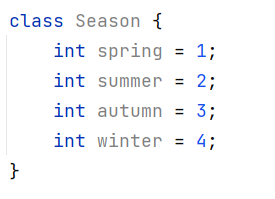 class Season {
    int spring = 1;
    int summer = 2;
    int autumn = 3;
    int winter = 4;
}